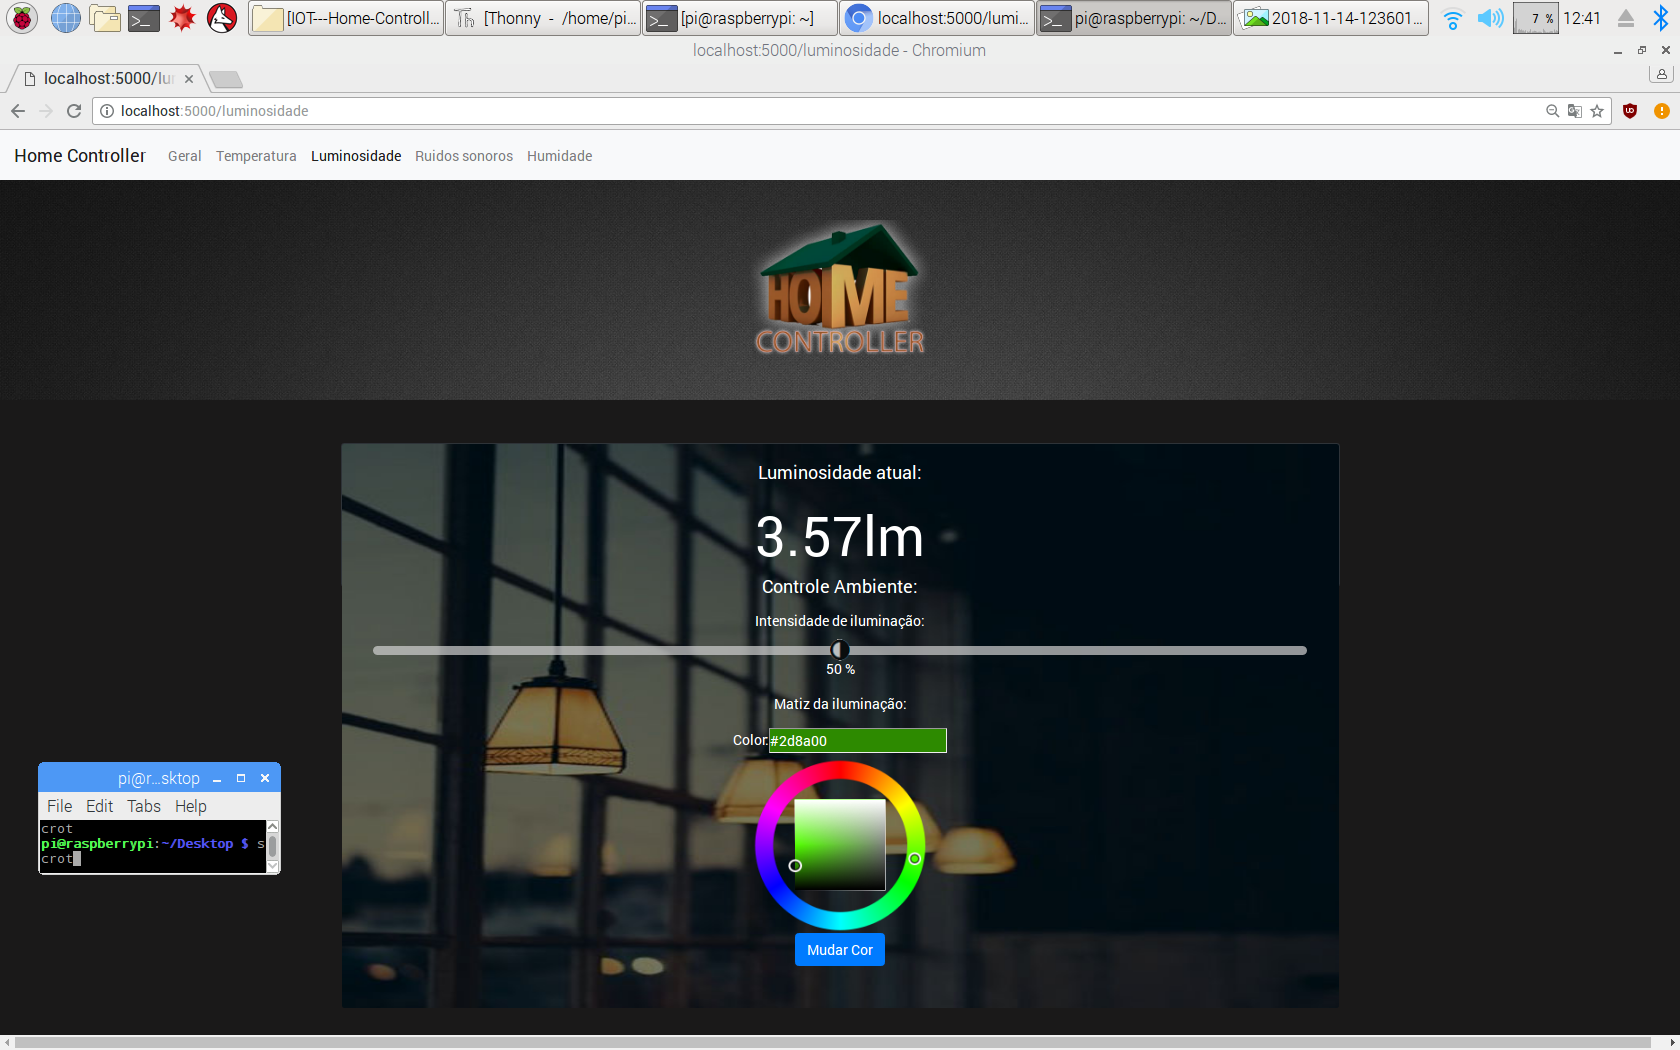 [IOT---Home-Controll...
[Thonny - /home/pi...
[pi@raspberrypi: ~]
localhost:5000/lumi...
pi@raspberrypi: ~/D...
2018-11-14-123601...
7 %
12:41
localhost:5000/luminosidade - Chromium
localhost:5000/lu
localhost:5000/luminosidade
Home Controller
Geral
Temperatura
Luminosidade
Ruidos sonoros
Humidade
HOME
CONTROLLER
Luminosidade atual:
3.57lm
Controle Ambiente:
Intensidade de iluminação:
50 %
Matiz da iluminação:
Color:#2d8a00
Mudar Cor
pi@r...sktop
File Edit Tabs Help
crot
pi@raspberrypi:~/Desktop $ s
crot